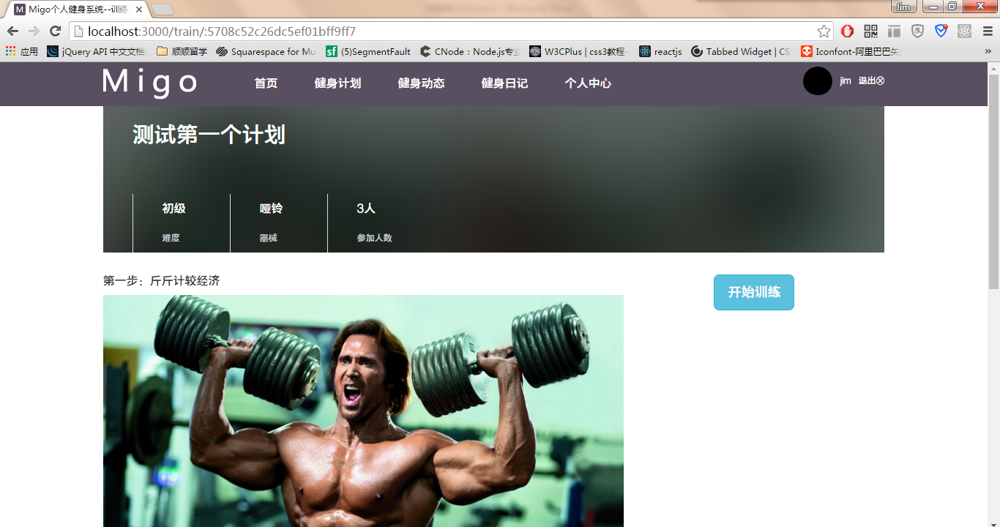 Migo个人健身系统--训练
Jim
localhost:3000/train/:5708c52c26dc5ef01bff9ff7
应用 jQuery API 中文文档 顺顺留学 Squarespace for Mu (5)SegmentFault CNode：Node.js专业 W3CPlus | css3教程- reactjs Tabbed Widget | CS Iconfont-阿里巴巴矢 »
Migo 首页 健身计划 健身动态 健身日记 个人中心 jim 退出
测试第一个计划
初级 哑铃 3人
难度 器械 参加人数
第一步：斤斤计较经济
开始训练